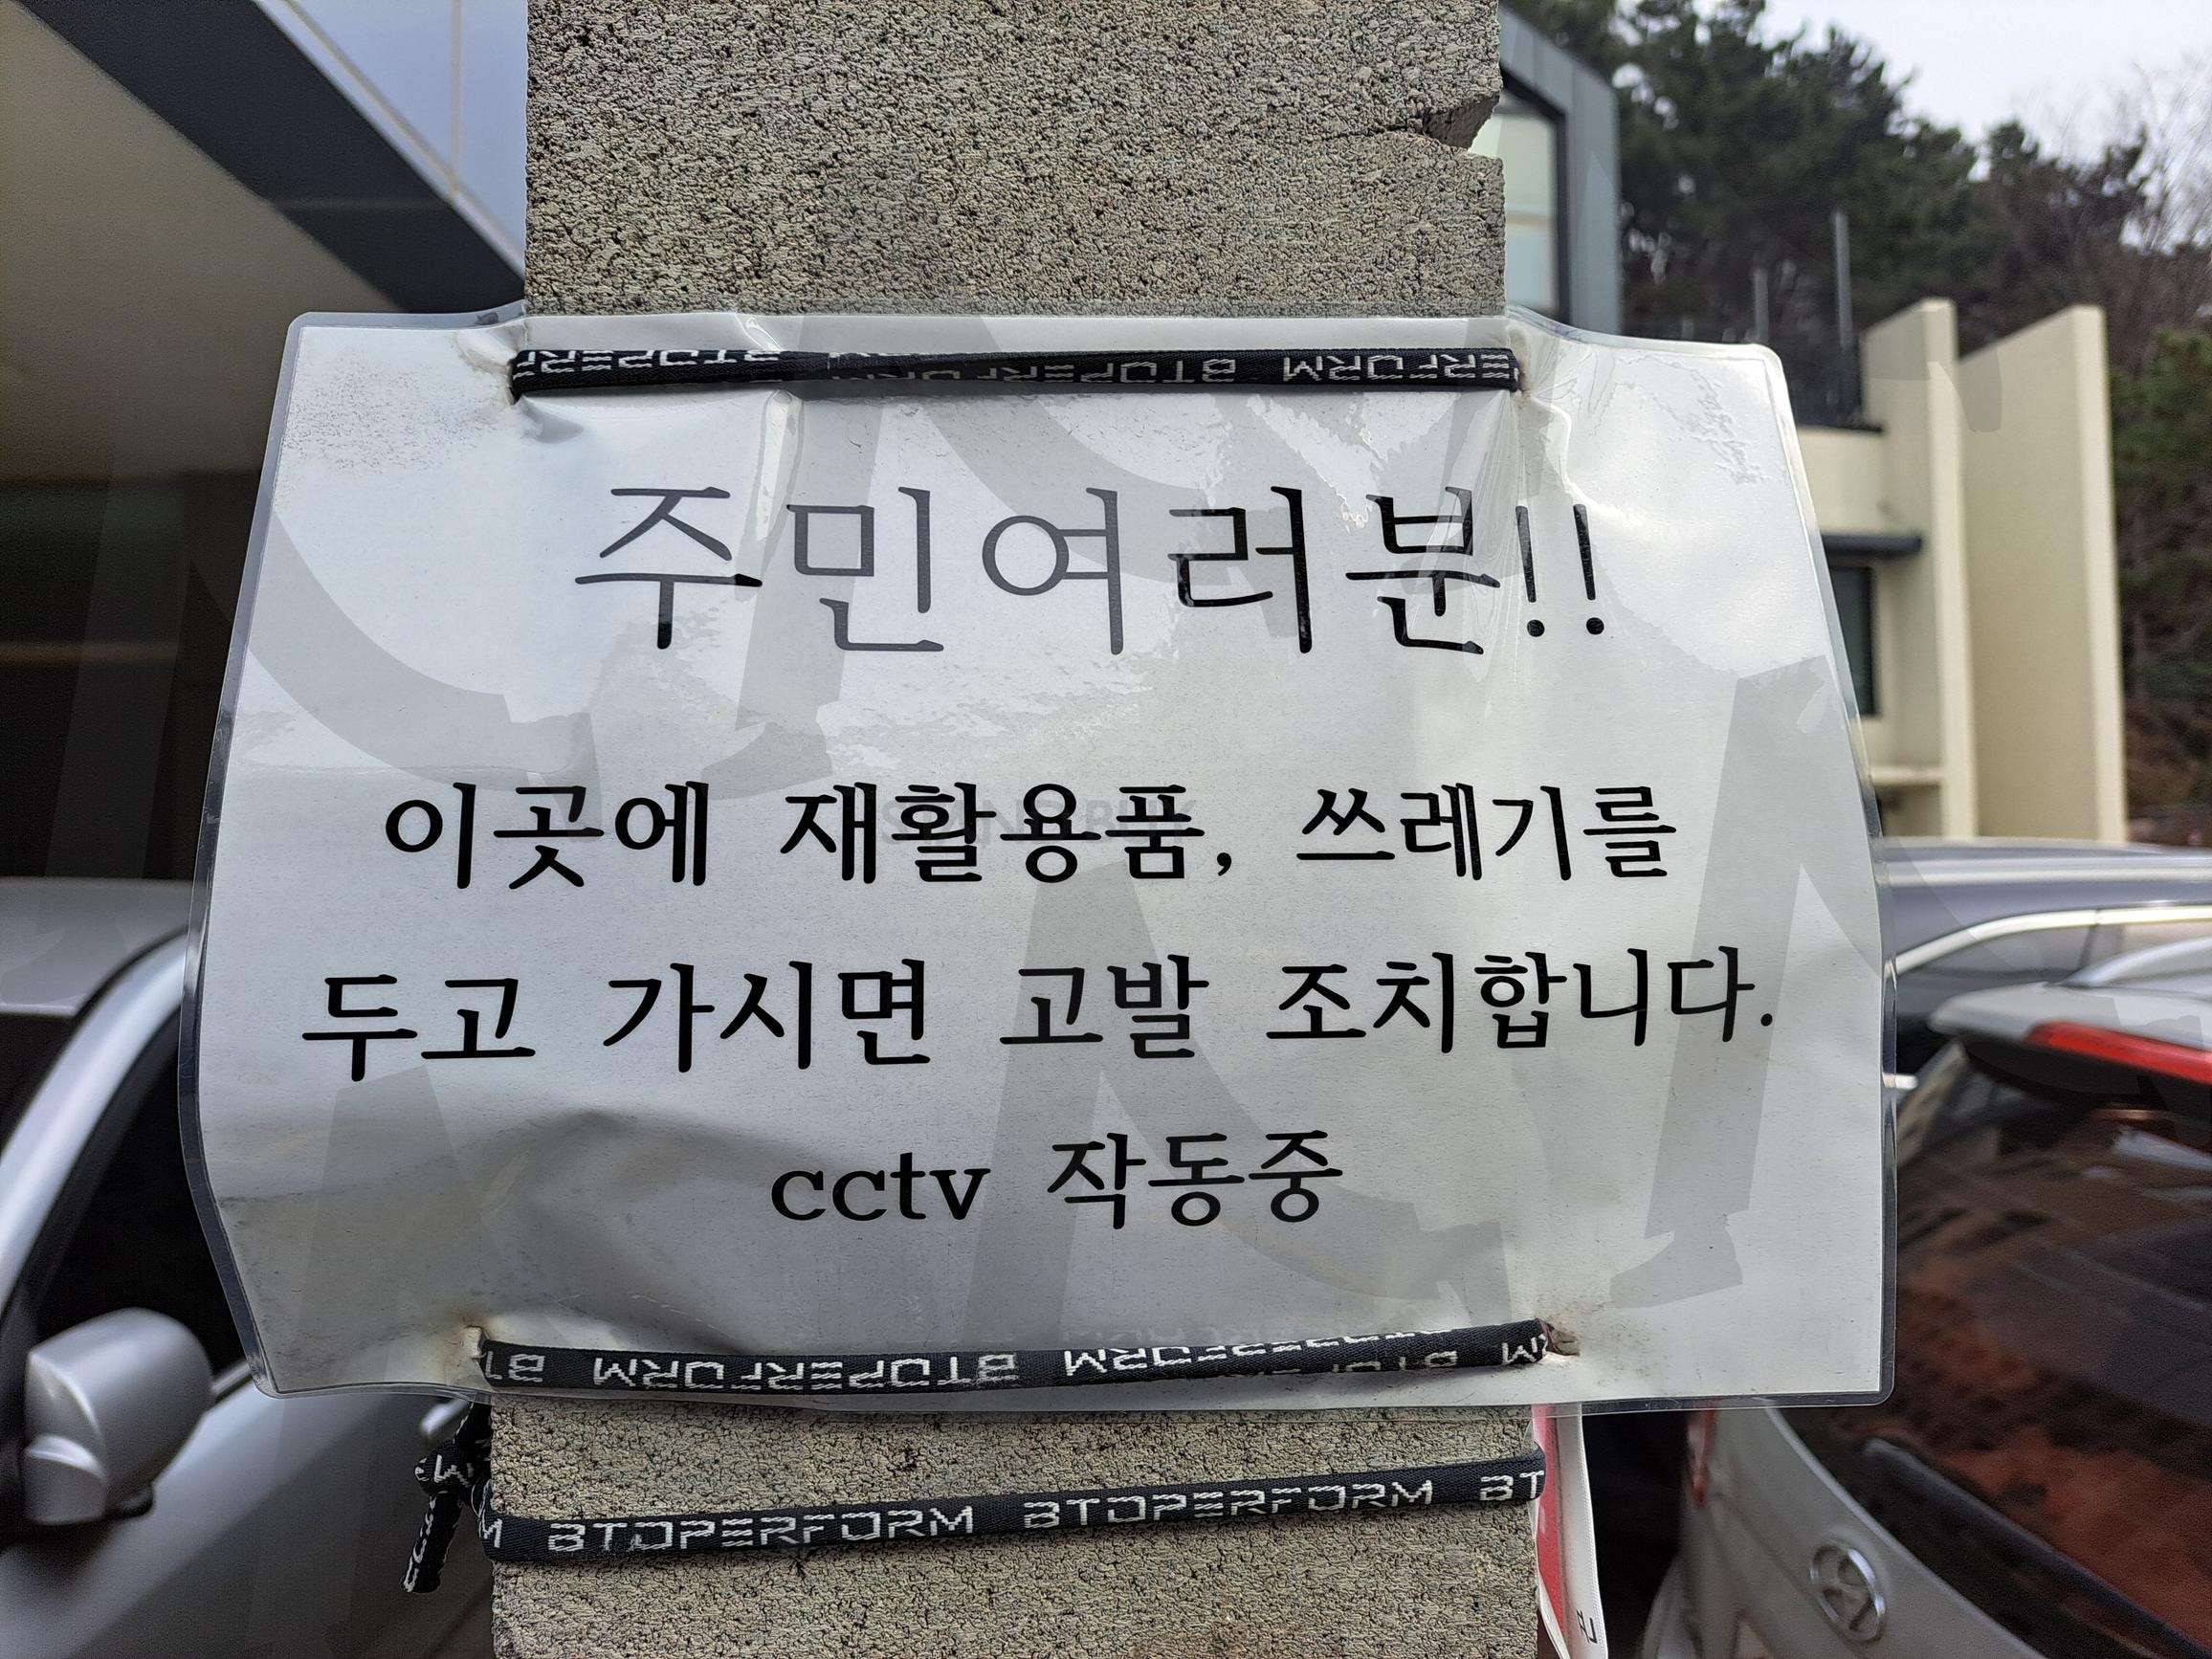 주민여러분!!
이곳에 재활용품, 쓰레기를
두고 가시면 고발 조치합니다.
cctv 작동중
BTOPERFORM BTOPERFORM BT